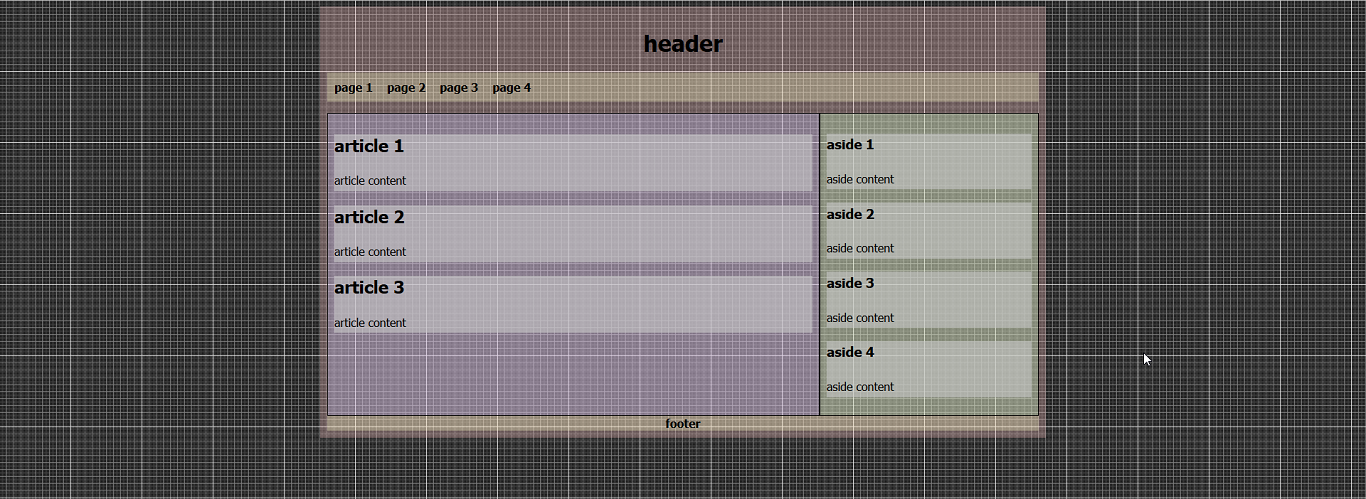 header
page 1 page 2 page 3 page 4
article 1
article content
article 2
article content
article 3
article content
aside 1
aside content
aside 2
aside content
aside 3
aside content
aside 4
aside content
footer